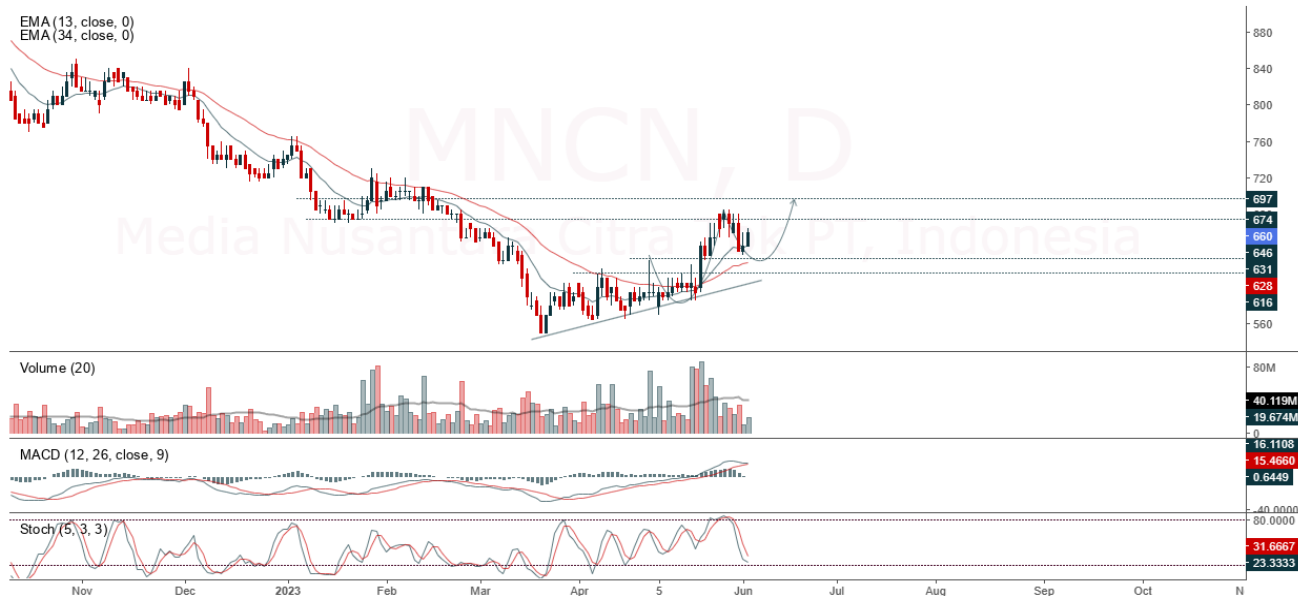 EMA (13, close, 0)
EMA (34, close, 0)
MNCN, D
Media Nusantara Citra Tbk PT, Indonesia
880
840
800
760
720
697
674
660
646
631
628
616
560
Volume (20)
80M
40.119M
19.674M
0
MACD (12, 26, close, 9)
16.1108
15.4660
0.6449
-40.0000
Stoch (5, 3, 3)
80.0000
31.6667
23.3333
Nov Dec 2023 Feb Mar Apr 5 Jun Jul Aug Sep Oct N